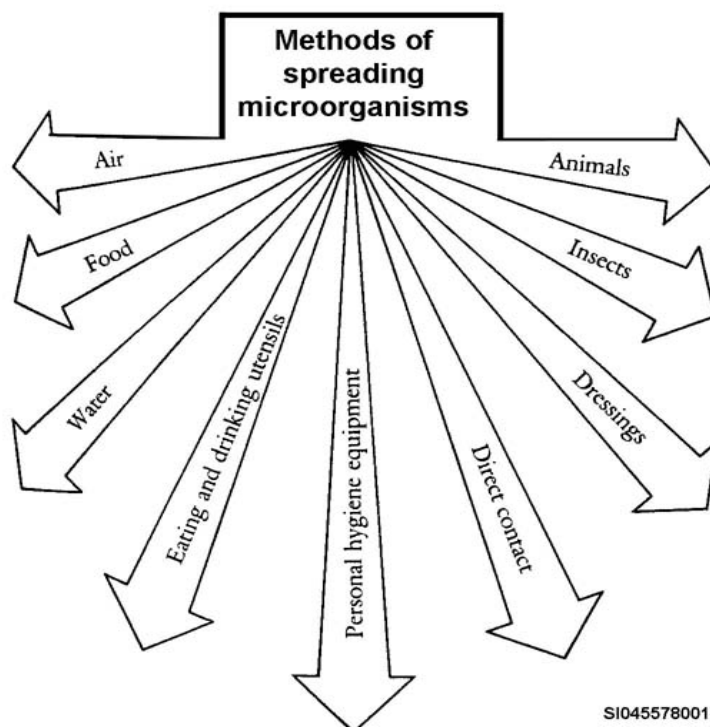 Methods of
spreading
microorganisms
Air
Food
Water
Eating and drinking utensils
Personal hygiene equipment
Direct contact
Dressings
Insects
Animals
SI045578001